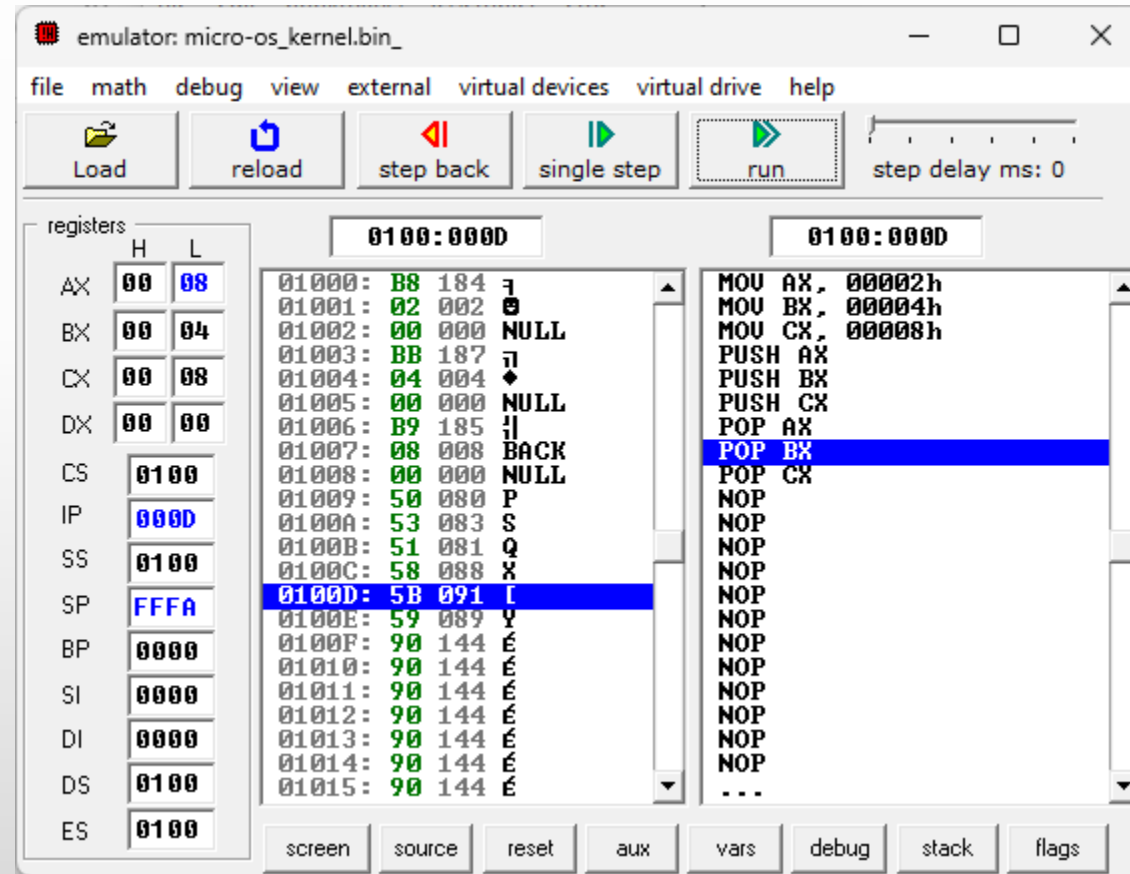 emulator: micro-os_kernel.bin_
file math debug view external virtual devices virtual drive help
Load reload step back single step run step delay ms: 0
registers
H L
AX 00 08
BX 00 04
CX 00 08
DX 00 00
CS 0100
IP 000D
SS 0100
SP FFFA
BP 0000
SI 0000
DI 0000
DS 0100
ES 0100
0100:000D
01000: B8 184 ╕
01001: 02 002 ☻
01002: 00 000 NULL
01003: BB 187 ╗
01004: 04 004 ♦
01005: 00 000 NULL
01006: B9 185 ╣
01007: 08 008 BACK
01008: 00 000 NULL
01009: 50 080 P
0100A: 53 083 S
0100B: 51 081 Q
0100C: 58 088 X
0100D: 5B 091 [
0100E: 59 089 Y
0100F: 90 144 É
01010: 90 144 É
01011: 90 144 É
01012: 90 144 É
01013: 90 144 É
01014: 90 144 É
01015: 90 144 É
0100:000D
MOV AX, 00002h
MOV BX, 00004h
MOV CX, 00008h
PUSH AX
PUSH BX
PUSH CX
POP AX
POP BX
POP CX
NOP
NOP
NOP
NOP
NOP
NOP
NOP
NOP
NOP
NOP
NOP
NOP
...
screen source reset aux vars debug stack flags